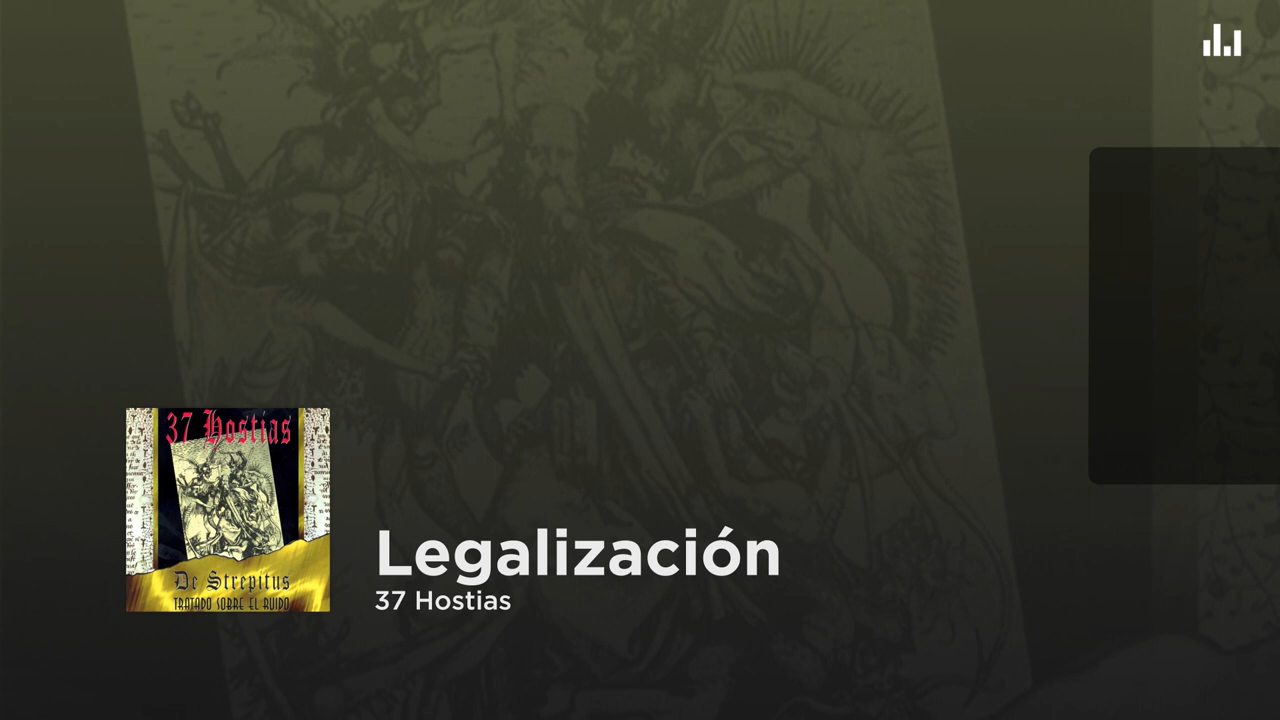 37 Hostias
De Strepitus
TRATADO SOBRE EL RUIDO
Legalización
37 Hostias